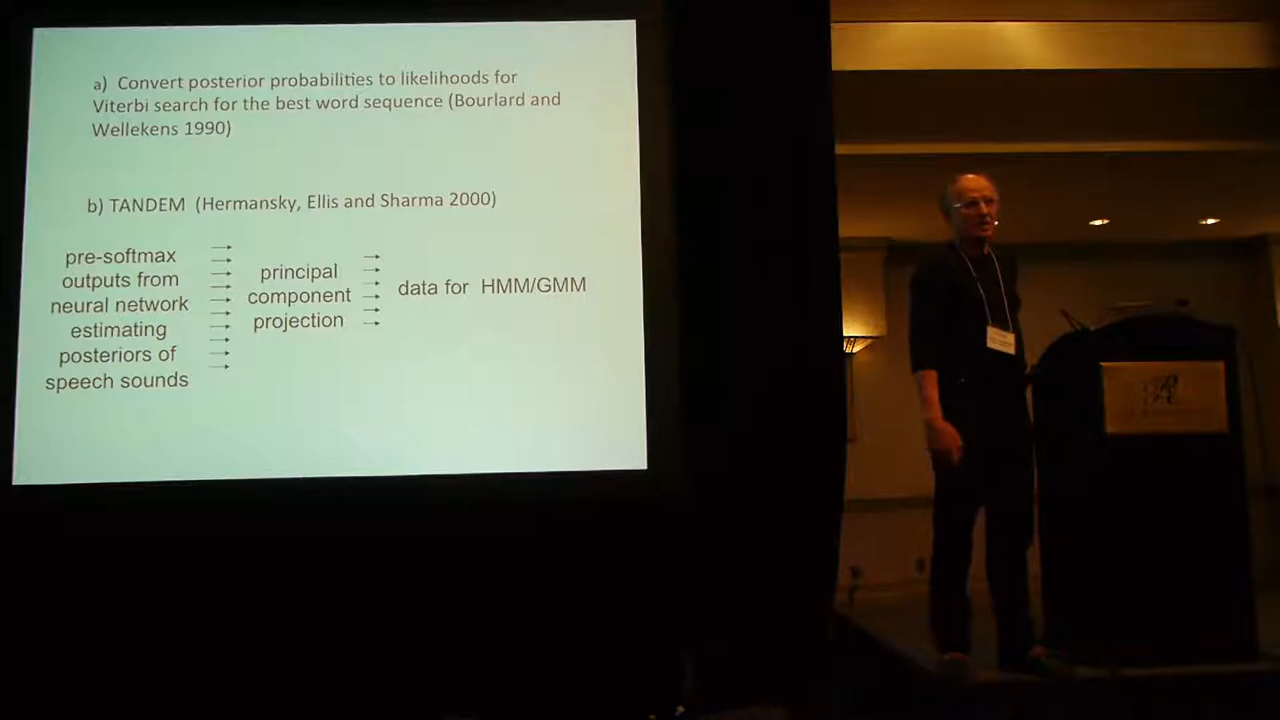 a) Convert posterior probabilities to likelihoods for
Viterbi search for the best word sequence (Bourlard and
Wellekens 1990)
b) TANDEM (Hermansky, Ellis and Sharma 2000)
pre-softmax
outputs from
neural network
estimating
posteriors of
speech sounds
principal
component
projection
data for HMM/GMM